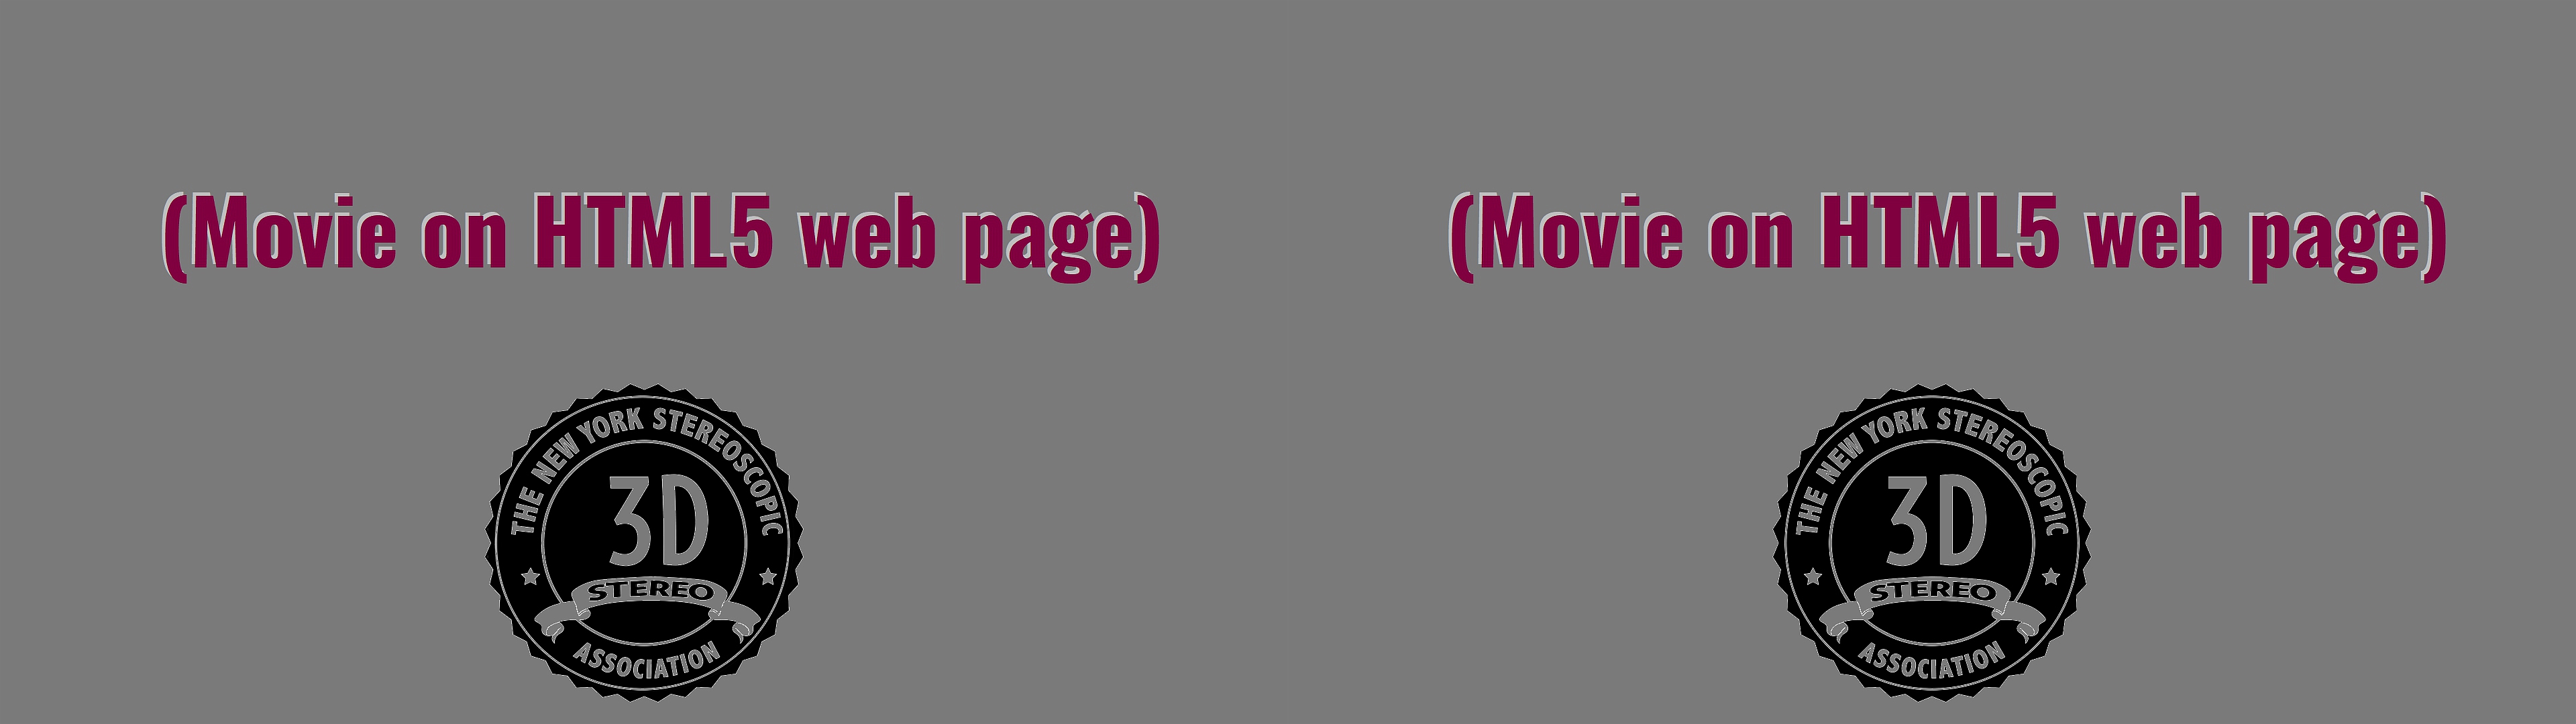 (Movie on HTML5 web page)
THE NEW YORK STEREOSCOPIC
3D
STEREO
ASSOCIATION
(Movie on HTML5 web page)
THE NEW YORK STEREOSCOPIC
3D
STEREO
ASSOCIATION